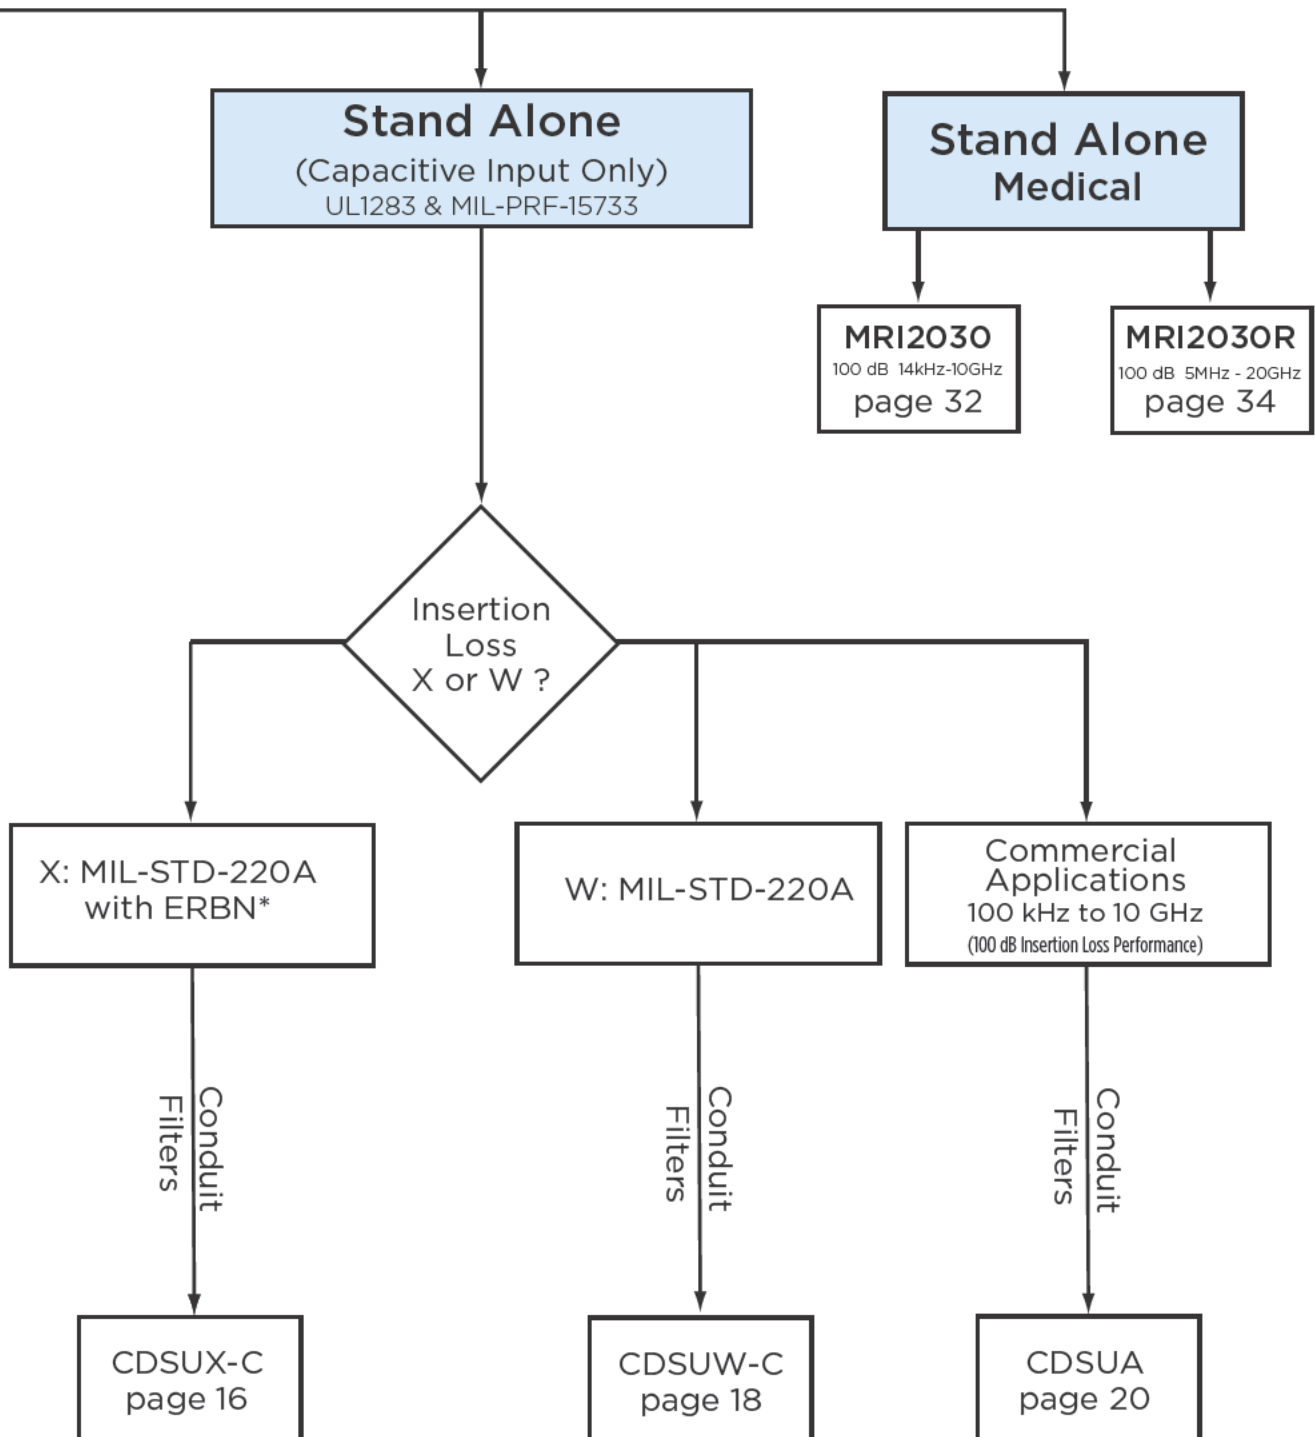 Stand Alone
(Capacitive Input Only)
UL1283 & MIL-PRF-15733
Stand Alone
Medical
MRI2030
100 dB 14kHz-10GHz
page 32
MRI2030R
100 dB 5MHz - 20GHz
page 34
Insertion
Loss
X or W ?
X: MIL-STD-220A
with ERBN*
W: MIL-STD-220A
Commercial
Applications
100 kHz to 10 GHz
(100 dB Insertion Loss Performance)
Conduit
Filters
Conduit
Filters
Conduit
Filters
CDSUX-C
page 16
CDSUW-C
page 18
CDSUA
page 20